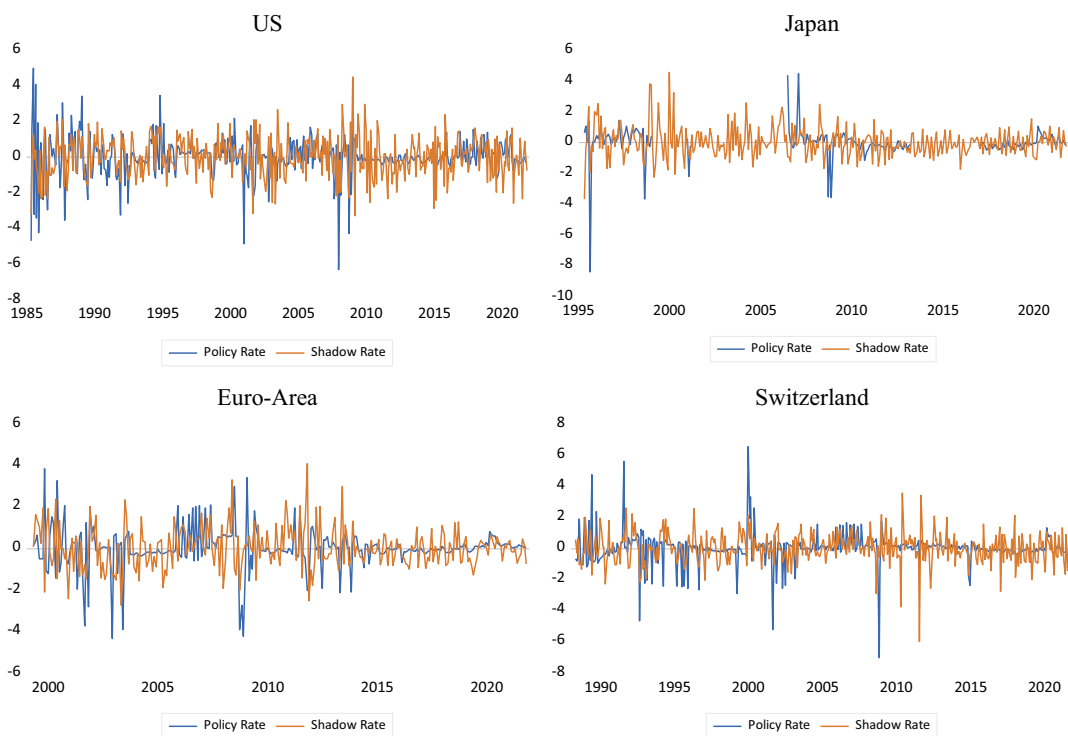 US
6
4
2
0
-2
-4
-6
-8
1985 1990 1995 2000 2005 2010 2015 2020
Policy Rate Shadow Rate
Japan
6
4
2
0
-2
-4
-6
-8
-10
1995 2000 2005 2010 2015 2020
Policy Rate Shadow Rate
Euro-Area
6
4
2
0
-2
-4
-6
2000 2005 2010 2015 2020
Policy Rate Shadow Rate
Switzerland
8
6
4
2
0
-2
-4
-6
-8
1990 1995 2000 2005 2010 2015 2020
Policy Rate Shadow Rate